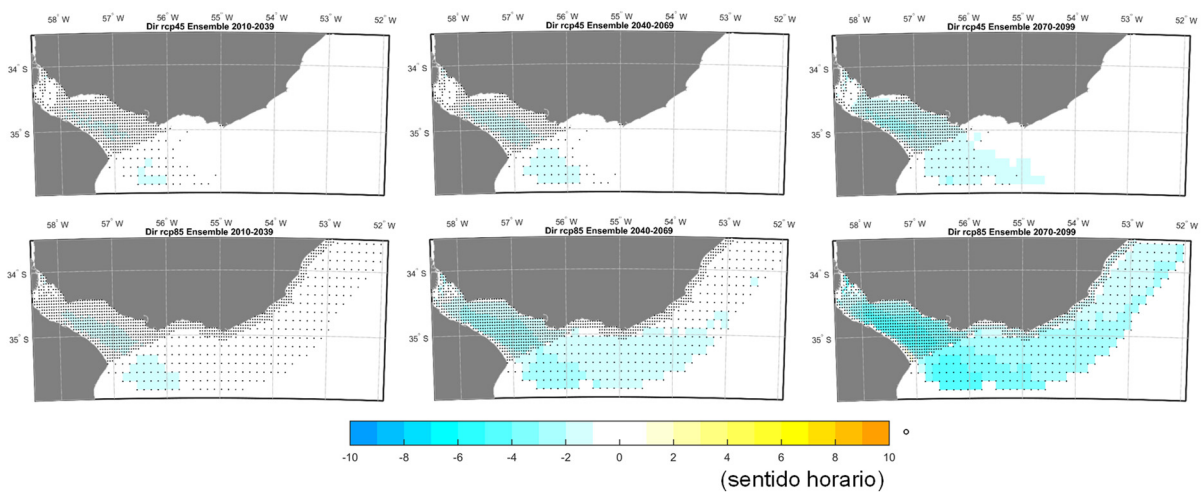 58° W 57° W 56° W 55° W 54° W 53° W 52° W
Dir rcp45 Ensemble 2010-2039
34° S
35° S
58° W 57° W 56° W 55° W 54° W 53° W 52° W
Dir rcp45 Ensemble 2040-2069
34° S
35° S
58° W 57° W 56° W 55° W 54° W 53° W 52° W
Dir rcp45 Ensemble 2070-2099
34° S
35° S
58° W 57° W 56° W 55° W 54° W 53° W 52° W
Dir rcp85 Ensemble 2010-2039
34° S
35° S
58° W 57° W 56° W 55° W 54° W 53° W 52° W
Dir rcp85 Ensemble 2040-2069
34° S
35° S
58° W 57° W 56° W 55° W 54° W 53° W 52° W
Dir rcp85 Ensemble 2070-2099
34° S
35° S
-10 -8 -6 -4 -2 0 2 4 6 8 10 °
(sentido horario)